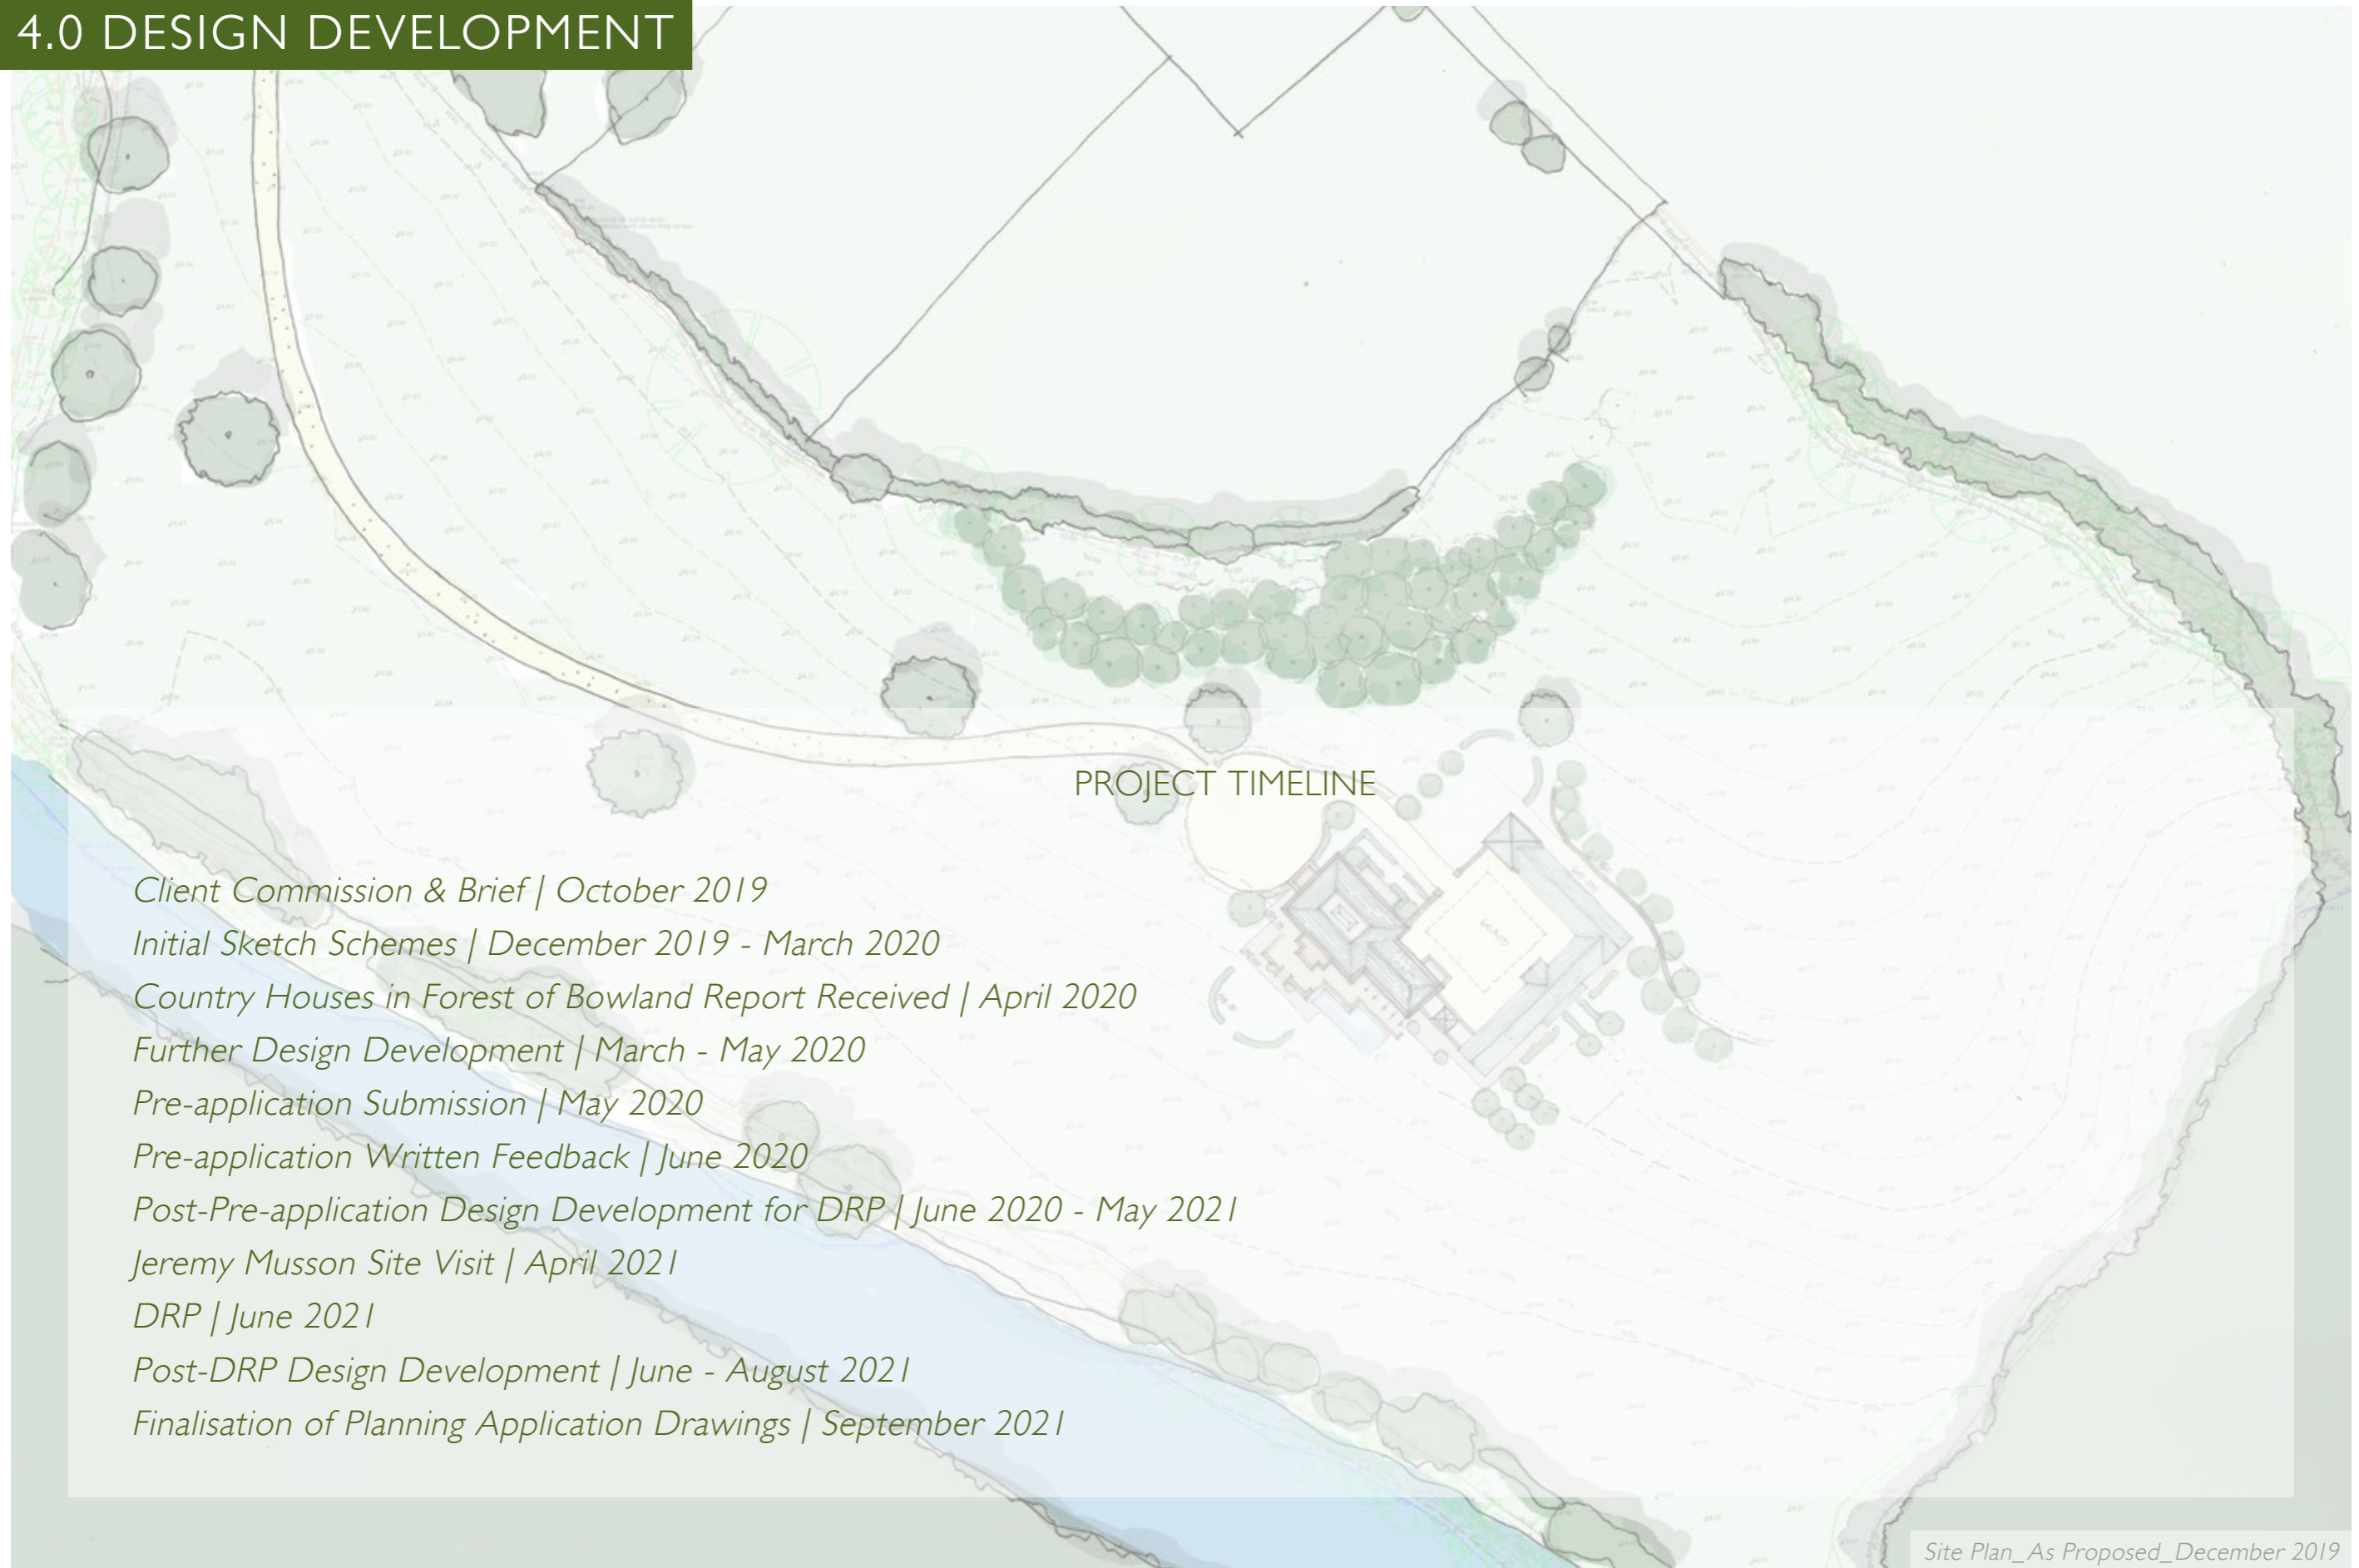 4.0 DESIGN DEVELOPMENT
PROJECT TIMELINE
Client Commission & Brief | October 2019
Initial Sketch Schemes | December 2019 - March 2020
Country Houses in Forest of Bowland Report Received | April 2020
Further Design Development | March - May 2020
Pre-application Submission | May 2020
Pre-application Written Feedback | June 2020
Post-Pre-application Design Development for DRP | June 2020 - May 2021
Jeremy Musson Site Visit | April 2021
DRP | June 2021
Post-DRP Design Development | June - August 2021
Finalisation of Planning Application Drawings | September 2021
Site Plan_As Proposed_December 2019